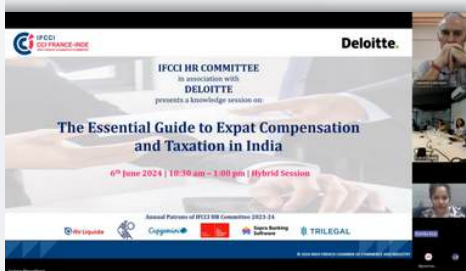 IFCCI
CCI FRANCE-INDE
Deloitte.
IFCCI HR COMMITTEE
in association with
DELOITTE
presents a knowledge session on
The Essential Guide to Expat Compensation
and Taxation in India
6th June 2024 | 10:30 am – 1:00 pm | Hybrid Session
Annual Patrons of IFCCI HR Committee 2023-24
Air Liquide
Capgemini
Sopra Banking
Software
TRILEGAL